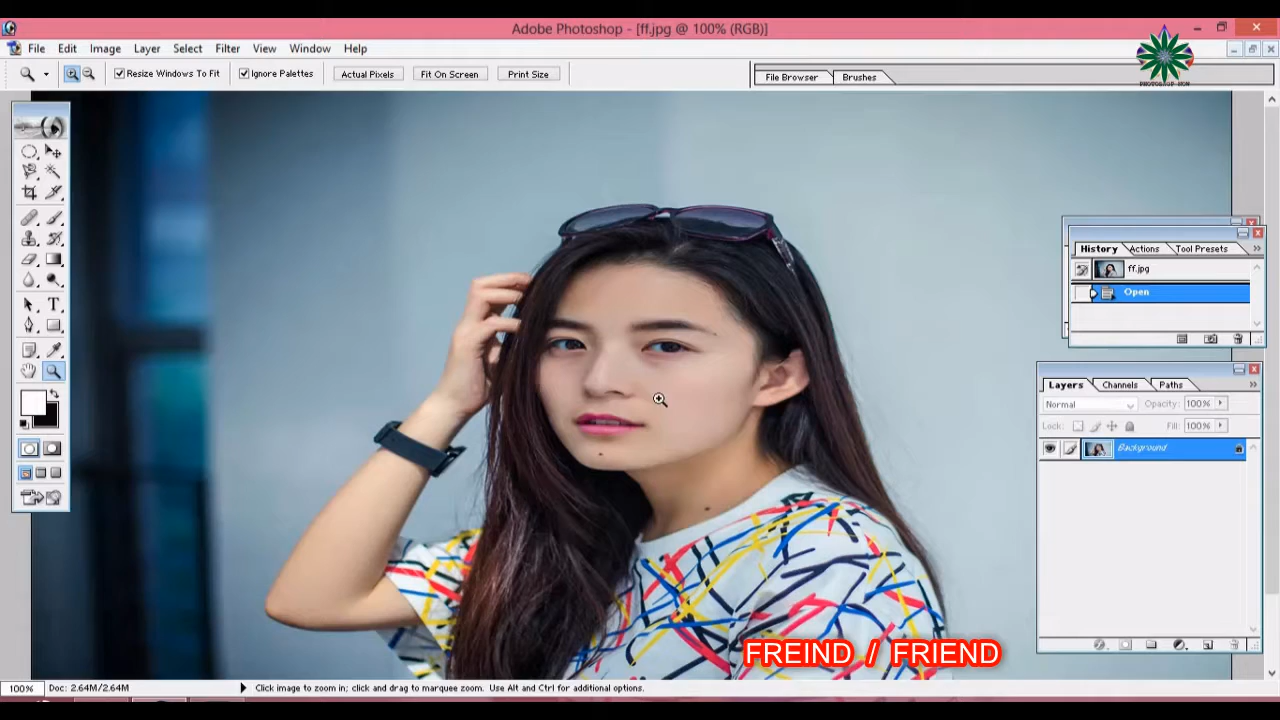 Adobe Photoshop - [ff.jpg @ 100% (RGB)]
File Edit Image Layer Select Filter View Window Help
Resize Windows To Fit Ignore Palettes Actual Pixels Fit On Screen Print Size File Browser Brushes
PHOTOSHOP MON
History Actions Tool Presets
ff.jpg
Open
Layers Channels Paths
Normal Opacity: 100%
Lock: Fill: 100%
Background
FREIND / FRIEND
100% Doc: 2.64M/2.64M Click image to zoom in; click and drag to marquee zoom. Use Alt and Ctrl for additional options.